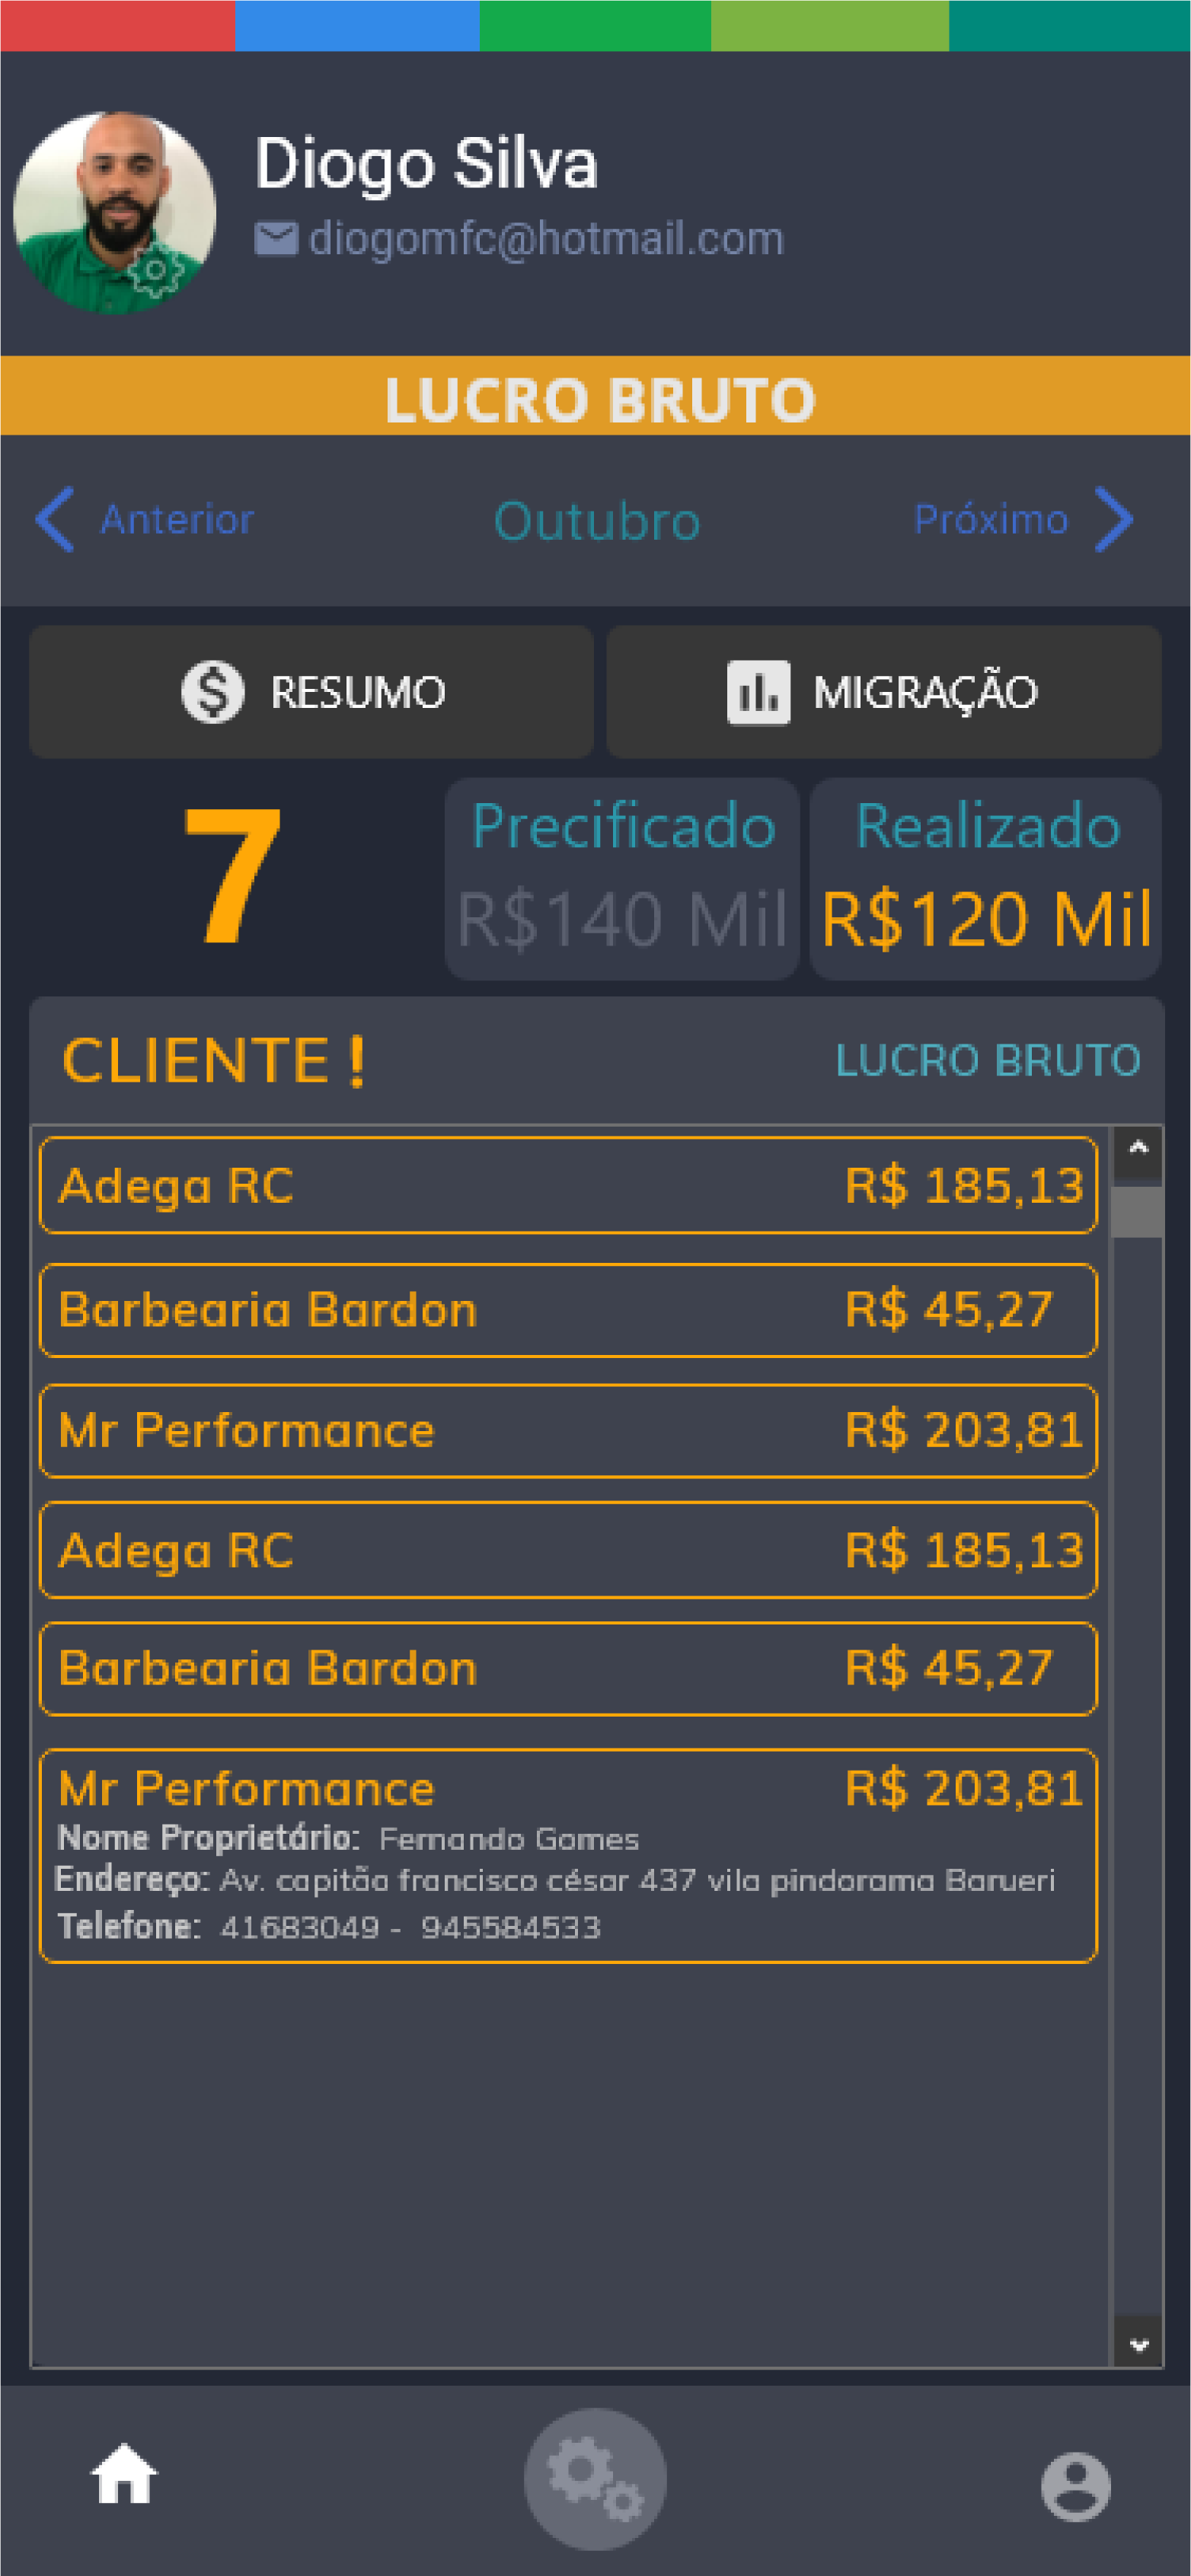 Diogo Silva
diogomfc@hotmail.com
LUCRO BRUTO
Anterior Outubro Próximo
RESUMO MIGRAÇÃO
7 Precificado Realizado
R$140 Mil R$120 Mil
CLIENTE ! LUCRO BRUTO
Adega RC R$ 185,13
Barbearia Bardon R$ 45,27
Mr Performance R$ 203,81
Adega RC R$ 185,13
Barbearia Bardon R$ 45,27
Mr Performance R$ 203,81
Nome Proprietário: Fernando Gomes
Endereço: Av. capitão francisco césar 437 vila pindorama Barueri
Telefone: 41683049 - 945584533